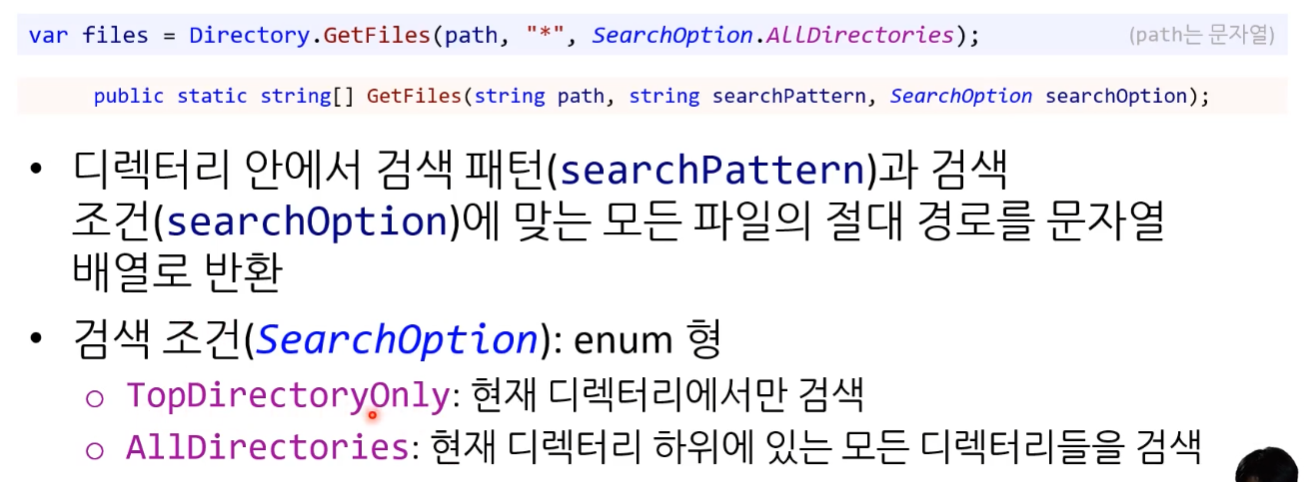 var files = Directory.GetFiles(path, "*", SearchOption.AllDirectories); (path는 문자열)
public static string[] GetFiles(string path, string searchPattern, SearchOption searchOption);
• 디렉터리 안에서 검색 패턴(searchPattern)과 검색
조건(searchOption)에 맞는 모든 파일의 절대 경로를 문자열
배열로 반환
• 검색 조건(SearchOption): enum 형
○ TopDirectoryOnly: 현재 디렉터리에서만 검색
○ AllDirectories: 현재 디렉터리 하위에 있는 모든 디렉터리들을 검색